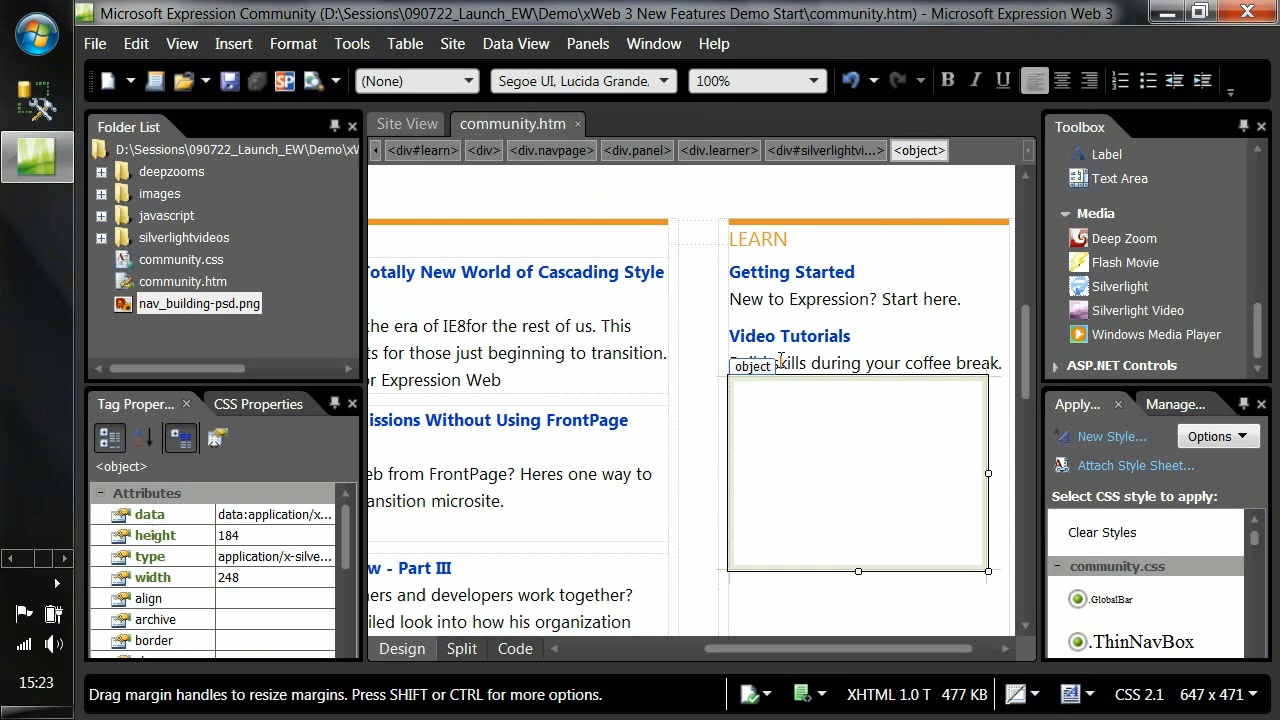 Microsoft Expression Community (D:\Sessions\090722_Launch_EW\Demo\xWeb 3 New Features Demo Start\community.htm) - Microsoft Expression Web 3
File Edit View Insert Format Tools Table Site Data View Panels Window Help
SP (None) Segoe UI, Lucida Grande, 100% B I U
Folder List
D:\Sessions\090722_Launch_EW\Demo\xW
deepzooms
images
javascript
silverlightvideos
community.css
community.htm
nav_building-psd.png
Tag Proper... CSS Properties
<object>
Attributes
data data:application/x...
height 184
type application/x-silve...
width 248
align
archive
border
Site View community.htm
<div#learn> <div> <div.navpage> <div.panel> <div.learner> <div#silverlightvi...> <object>
Totally New World of Cascading Style
the era of IE8for the rest of us. This
ts for those just beginning to transition.
or Expression Web
issions Without Using FrontPage
eb from FrontPage? Heres one way to
ansition microsite.
w - Part III
ners and developers work together?
iled look into how his organization
LEARN
Getting Started
New to Expression? Start here.
Video Tutorials
skills during your coffee break.
object
Design Split Code
Toolbox
Label
Text Area
Media
Deep Zoom
Flash Movie
Silverlight
Silverlight Video
Windows Media Player
ASP.NET Controls
Apply... Manage...
New Style... Options
Attach Style Sheet...
Select CSS style to apply:
Clear Styles
community.css
.GlobalBar
.ThinNavBox
15:23
Drag margin handles to resize margins. Press SHIFT or CTRL for more options. XHTML 1.0 T 477 KB CSS 2.1 647 x 471